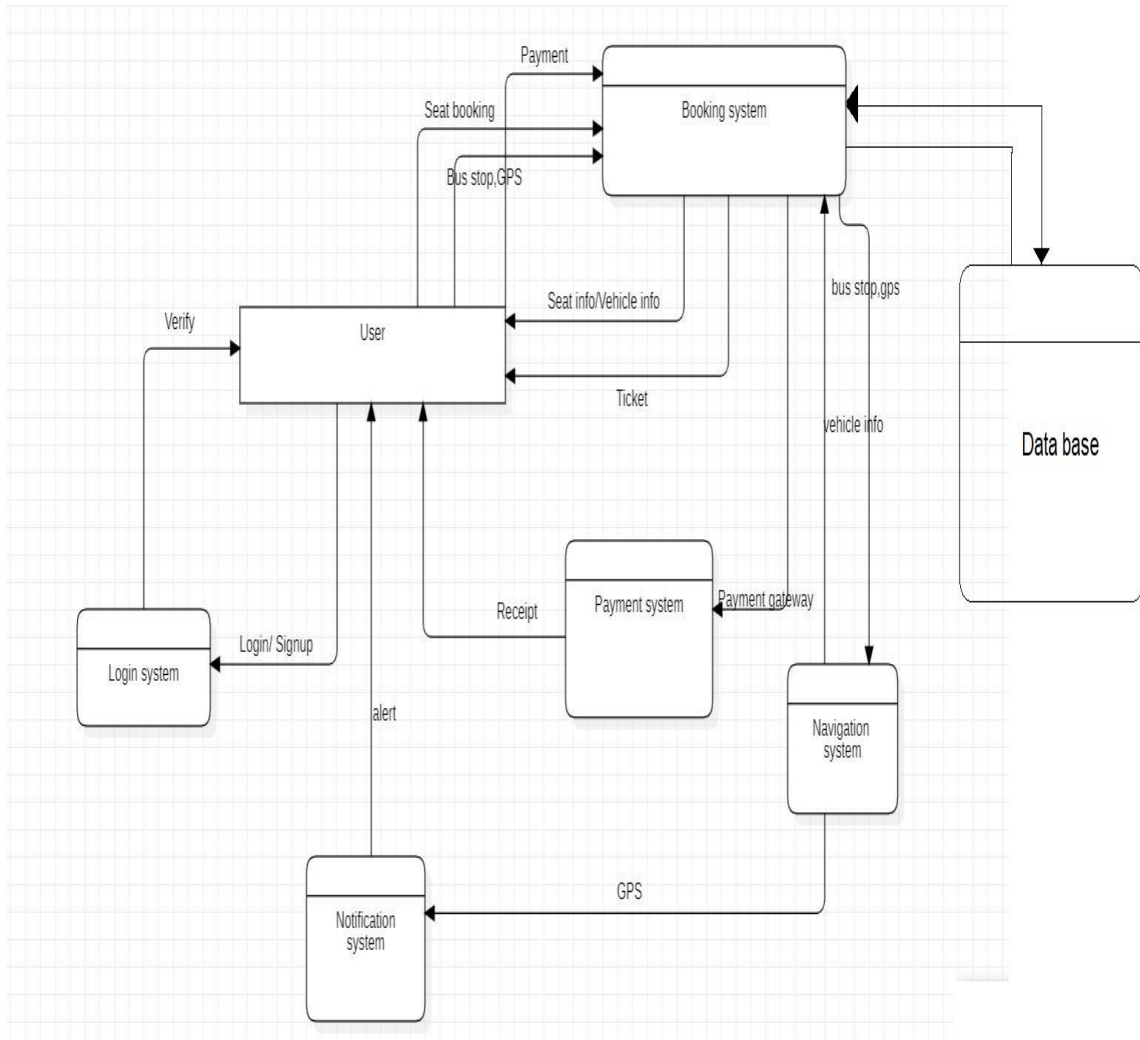 Payment
Booking system
Seat booking
Bus stop,GPS
bus stop,gps
Seat info/Vehicle info
Verify
User
Ticket
vehicle info
Data base
Payment system
Payment gateway
Receipt
Login/ Signup
Login system
alert
Navigation
system
GPS
Notification
system